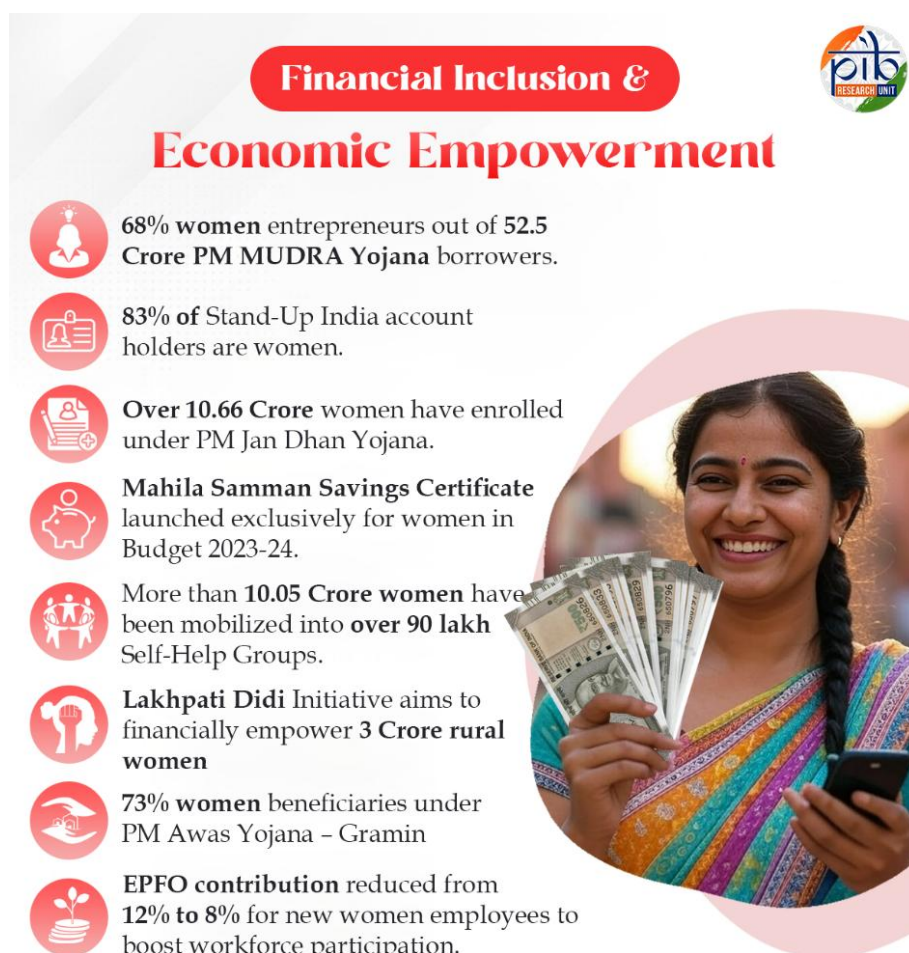 Financial Inclusion &
Economic Empowerment
pib
RESEARCH UNIT
68% women entrepreneurs out of 52.5
Crore PM MUDRA Yojana borrowers.
83% of Stand-Up India account
holders are women.
Over 10.66 Crore women have enrolled
under PM Jan Dhan Yojana.
Mahila Samman Savings Certificate
launched exclusively for women in
Budget 2023-24.
More than 10.05 Crore women have
been mobilized into over 90 lakh
Self-Help Groups.
Lakhpati Didi Initiative aims to
financially empower 3 Crore rural
women
73% women beneficiaries under
PM Awas Yojana – Gramin
EPFO contribution reduced from
12% to 8% for new women employees to
boost workforce participation.